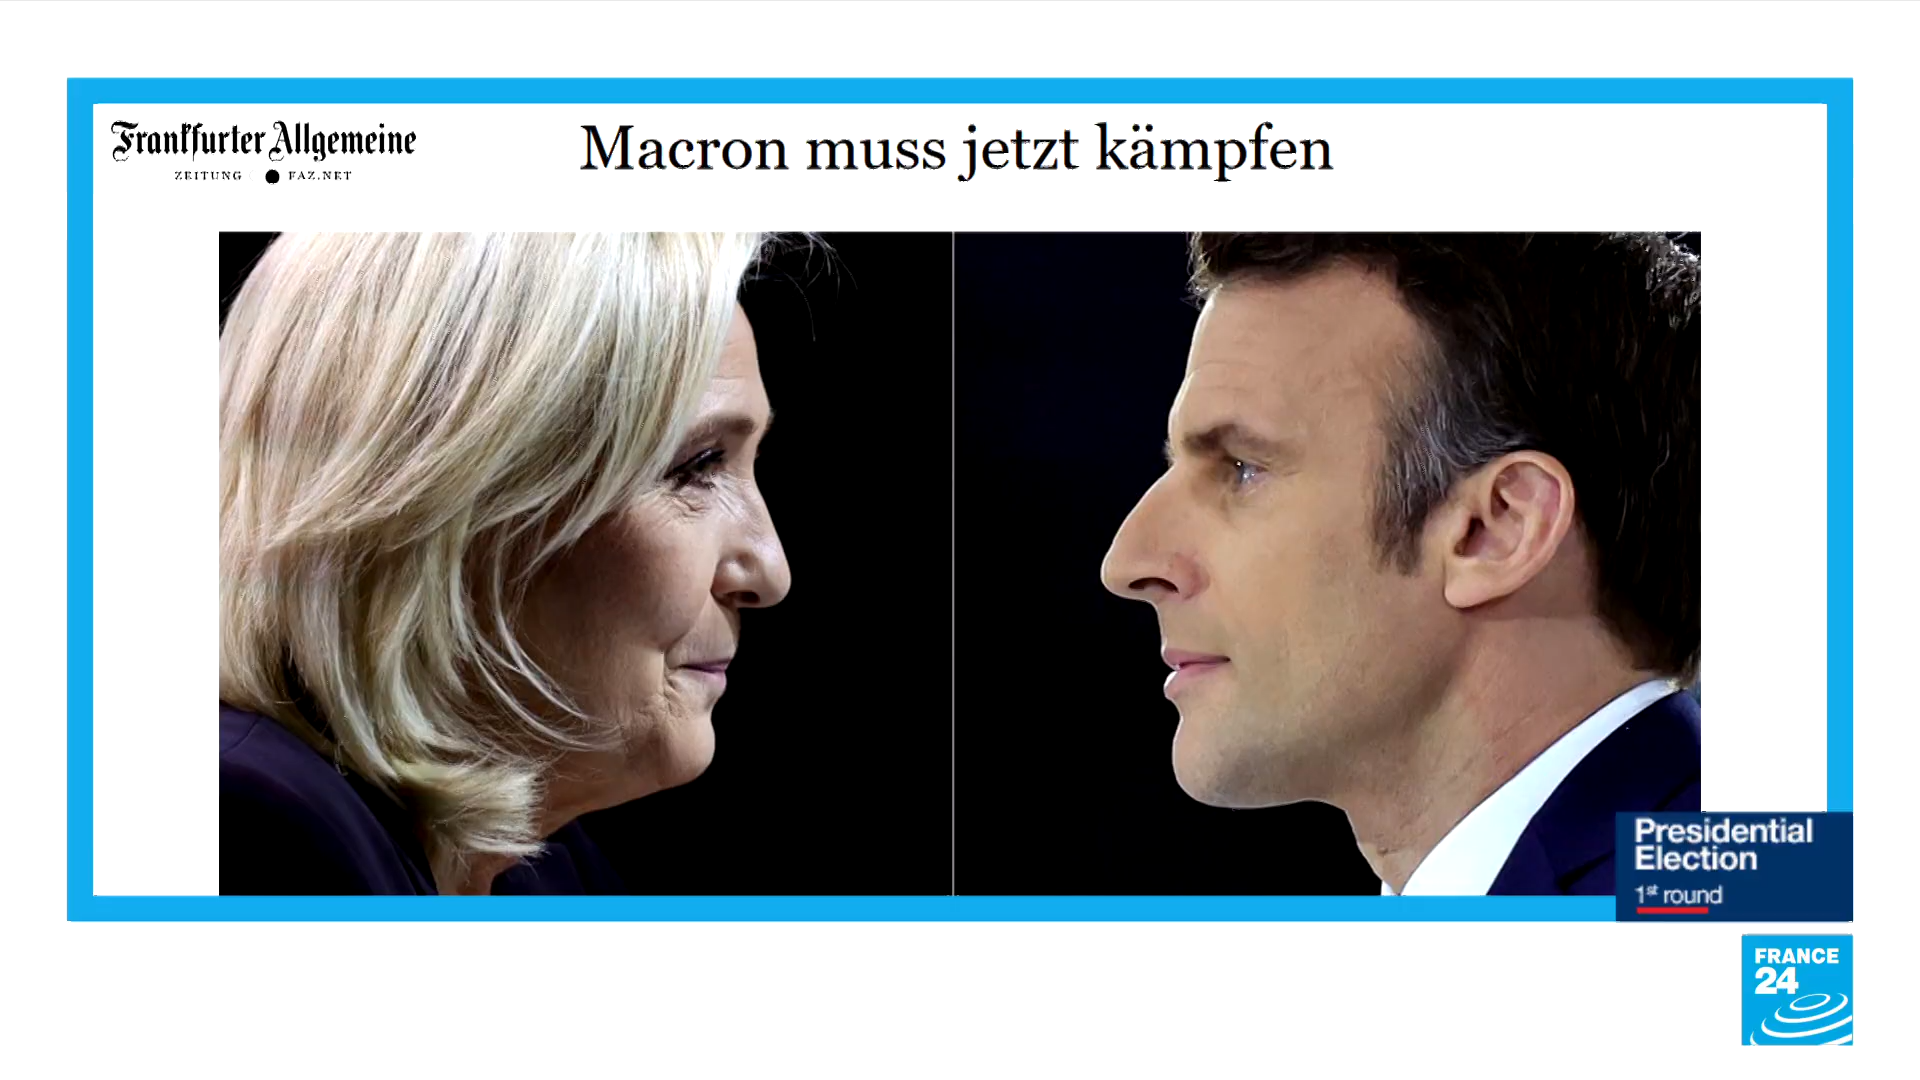 Frankfurter Allgemeine
ZEITUNG FAZ.NET
Macron muss jetzt kämpfen
Presidential
Election
1st round
FRANCE
24